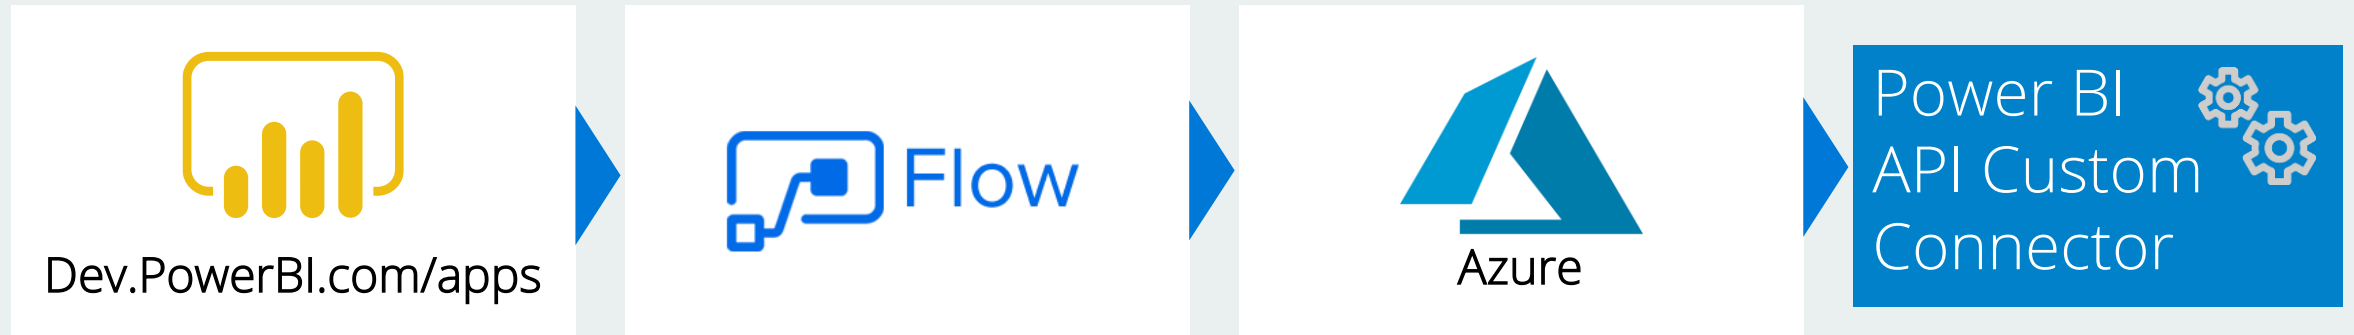 Dev.PowerBI.com/apps
Flow
Azure
Power BI
API Custom
Connector